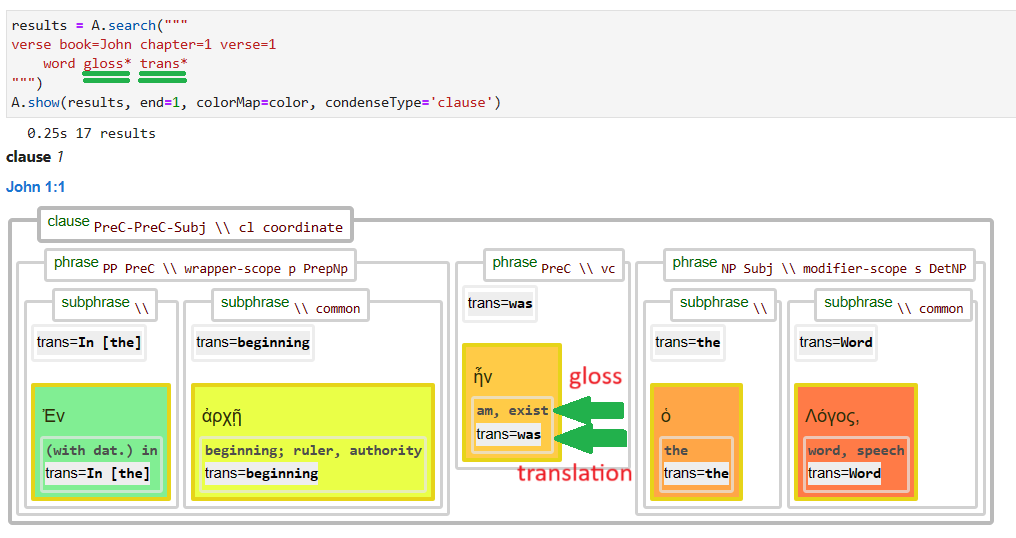 results = A.search("""
verse book=John chapter=1 verse=1
    word gloss* trans*
""")
A.show(results, end=1, colorMap=color, condenseType='clause')
0.25s 17 results
clause 1
John 1:1
clause PreC-PreC-Subj \\ cl coordinate
phrase PP PreC \\ wrapper-scope p PrepNp
subphrase \\
trans=In [the]
Ἐν
(with dat.) in
trans=In [the]
subphrase \\ common
trans=beginning
ἀρχῇ
beginning; ruler, authority
trans=beginning
phrase PreC \\ vc
trans=was
ἦν
am, exist
trans=was
gloss
translation
phrase NP Subj \\ modifier-scope s DetNP
subphrase \\
trans=the
ὁ
the
trans=the
subphrase \\ common
trans=Word
Λόγος,
word, speech
trans=Word